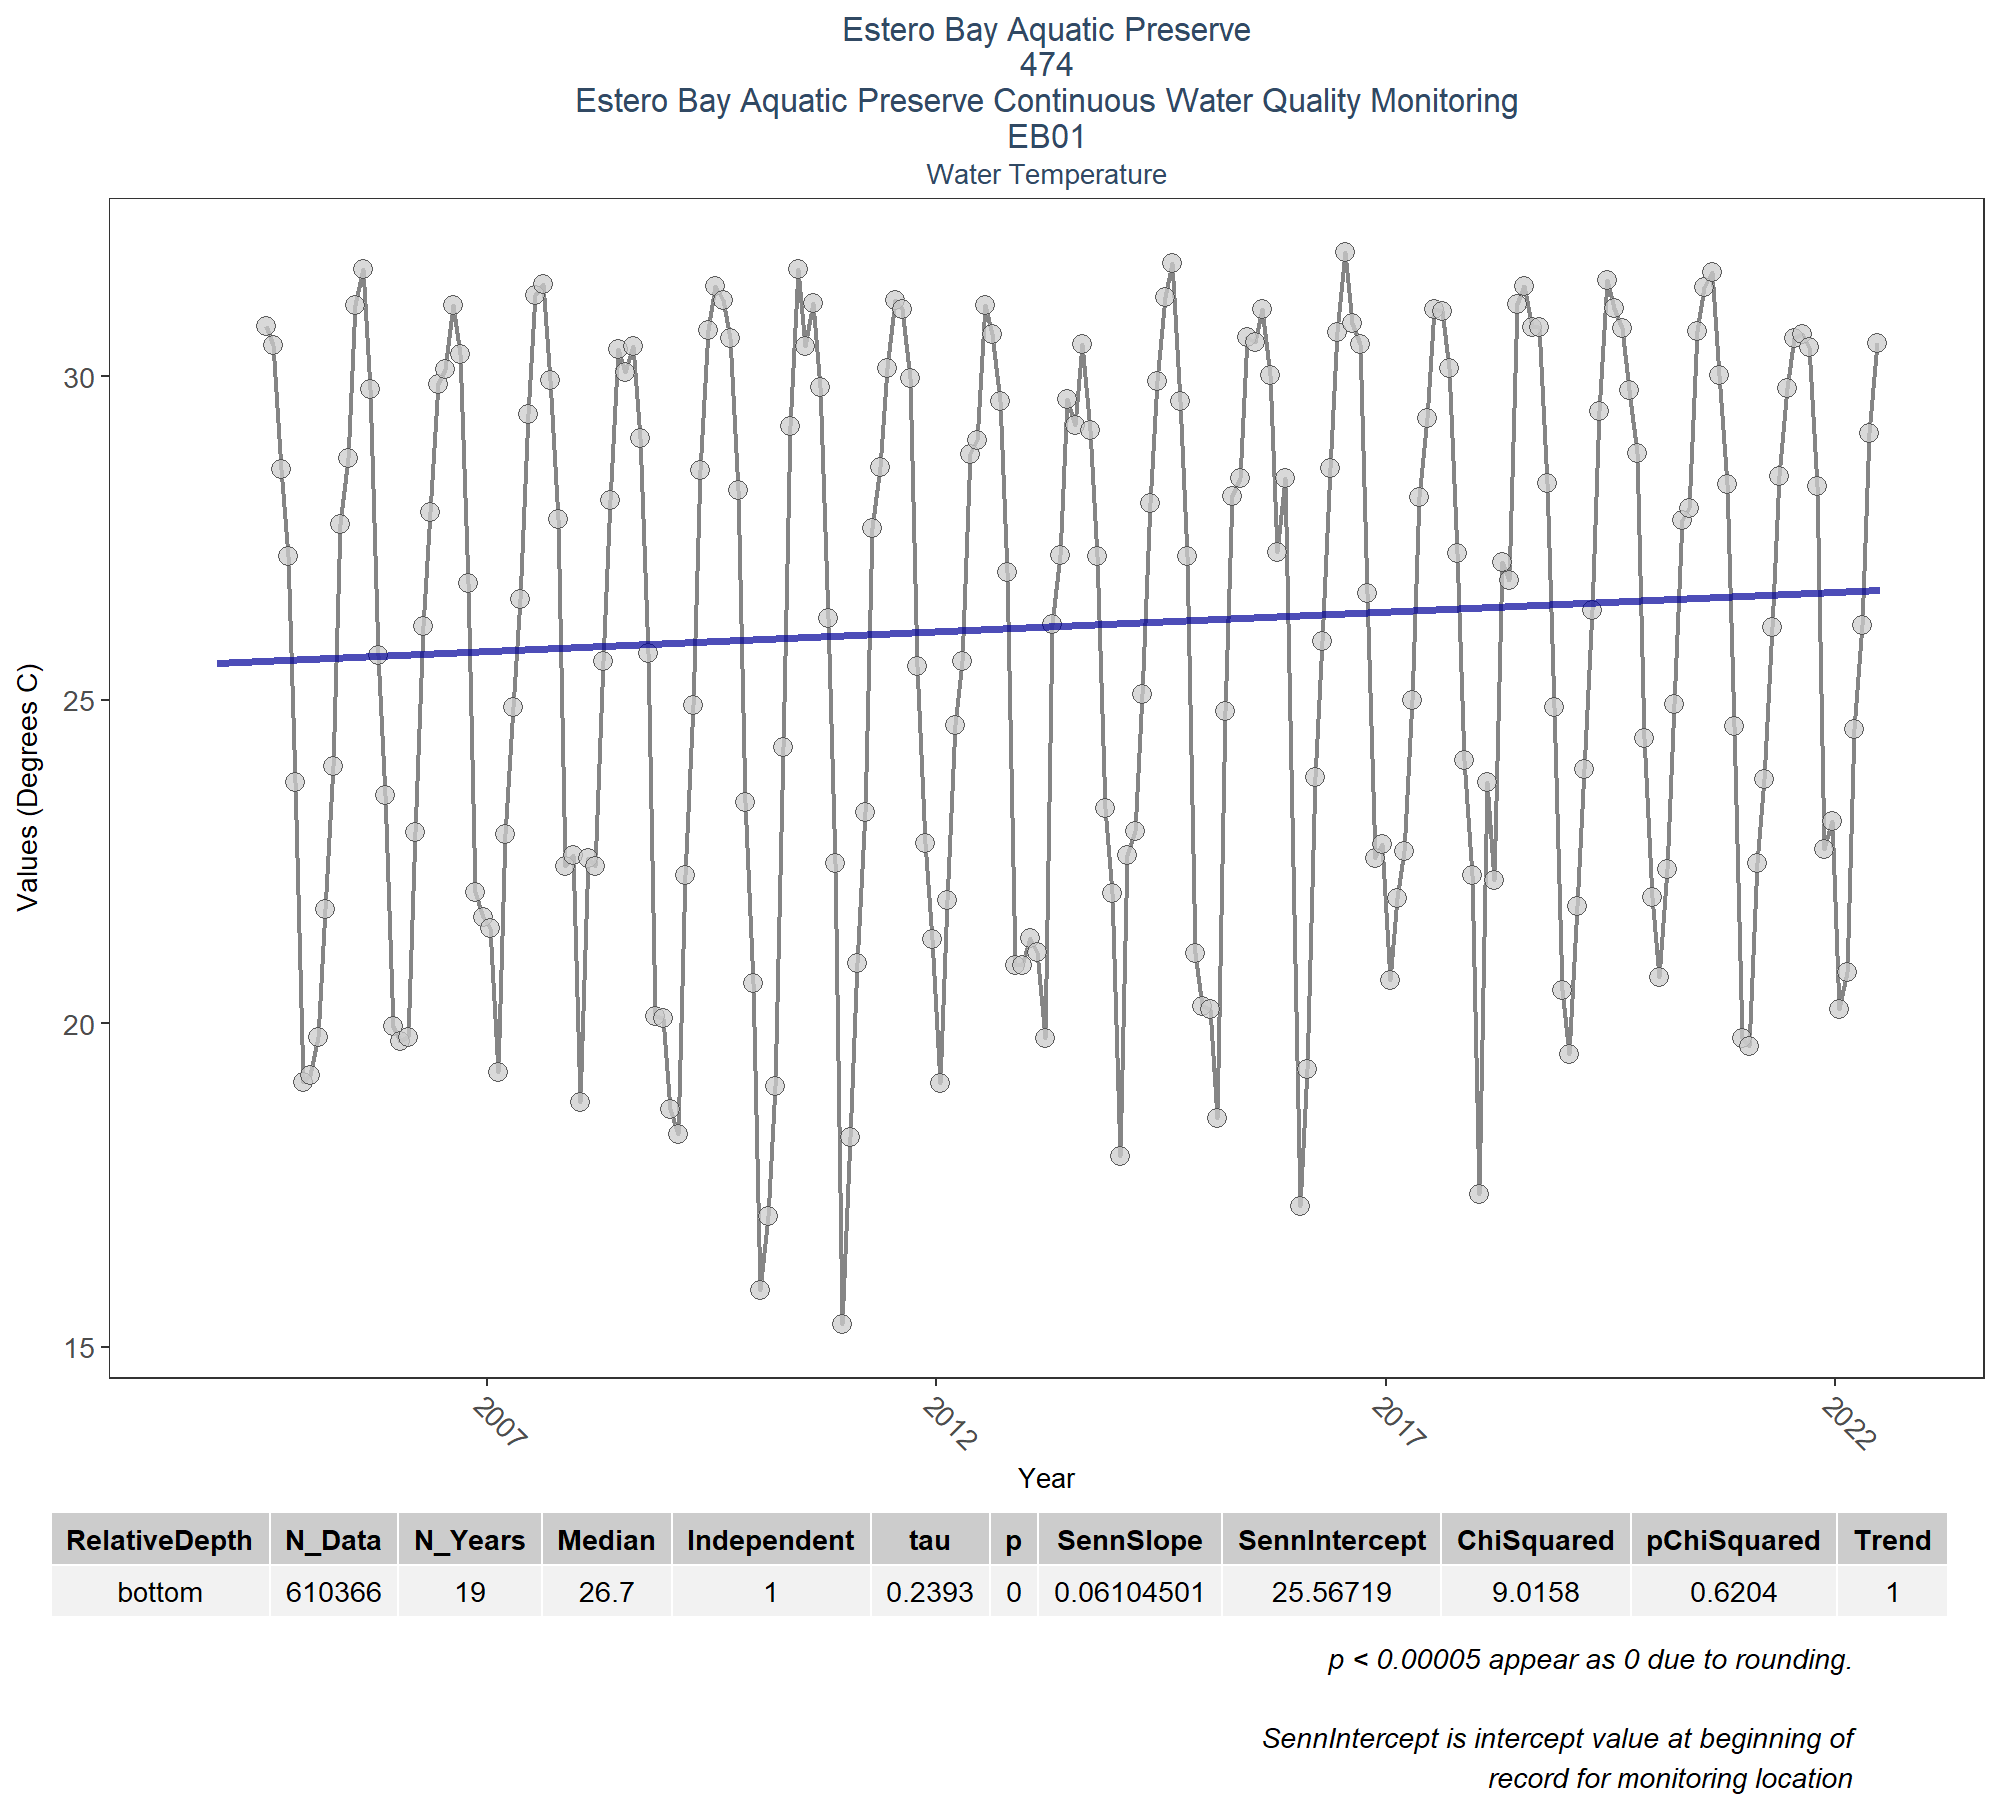 Estero Bay Aquatic Preserve
474
Estero Bay Aquatic Preserve Continuous Water Quality Monitoring
EB01
Water Temperature
Values (Degrees C)
30
25
20
15
2007
2012
2017
2022
Year
RelativeDepth N_Data N_Years Median Independent tau p SennSlope SennIntercept ChiSquared pChiSquared Trend
bottom 610366 19 26.7 1 0.2393 0 0.06104501 25.56719 9.0158 0.6204 1
p < 0.00005 appear as 0 due to rounding.
SennIntercept is intercept value at beginning of
record for monitoring location